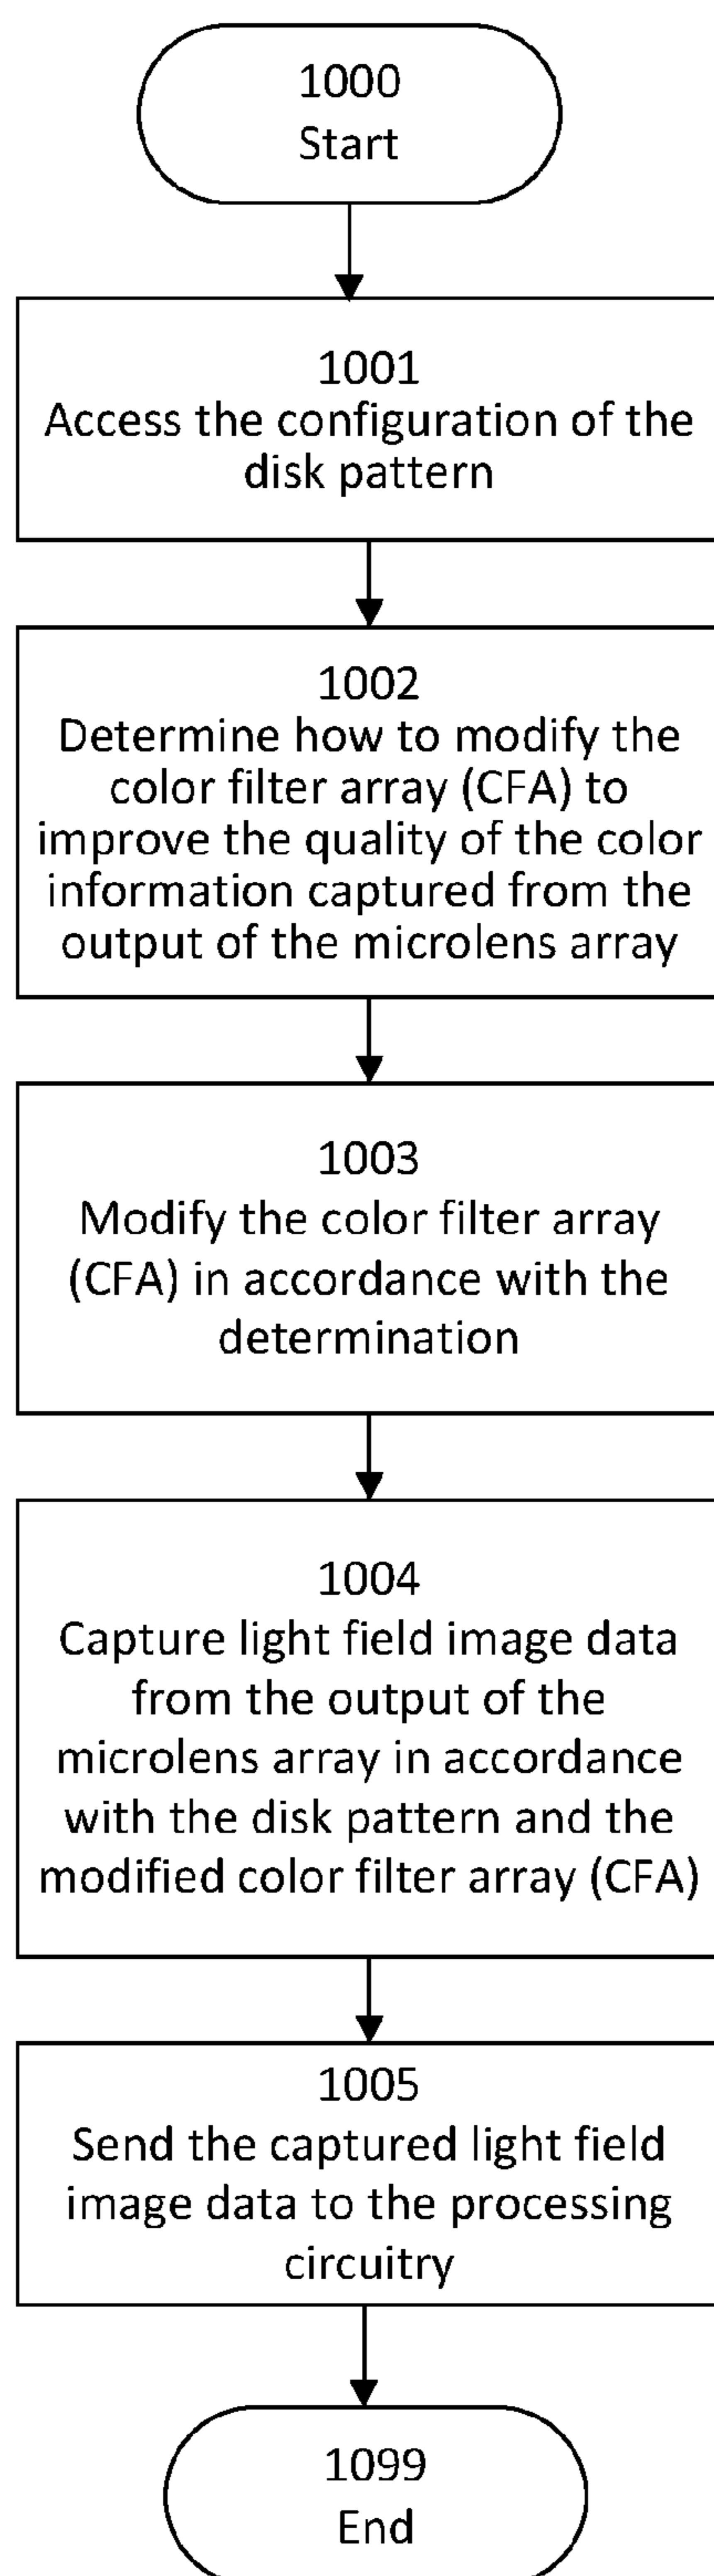 1000
Start
1001
Access the configuration of the
disk pattern
1002
Determine how to modify the
color filter array (CFA) to
improve the quality of the color
information captured from the
output of the microlens array
1003
Modify the color filter array
(CFA) in accordance with the
determination
1004
Capture light field image data
from the output of the
microlens array in accordance
with the disk pattern and the
modified color filter array (CFA)
1005
Send the captured light field
image data to the processing
circuitry
1099
End